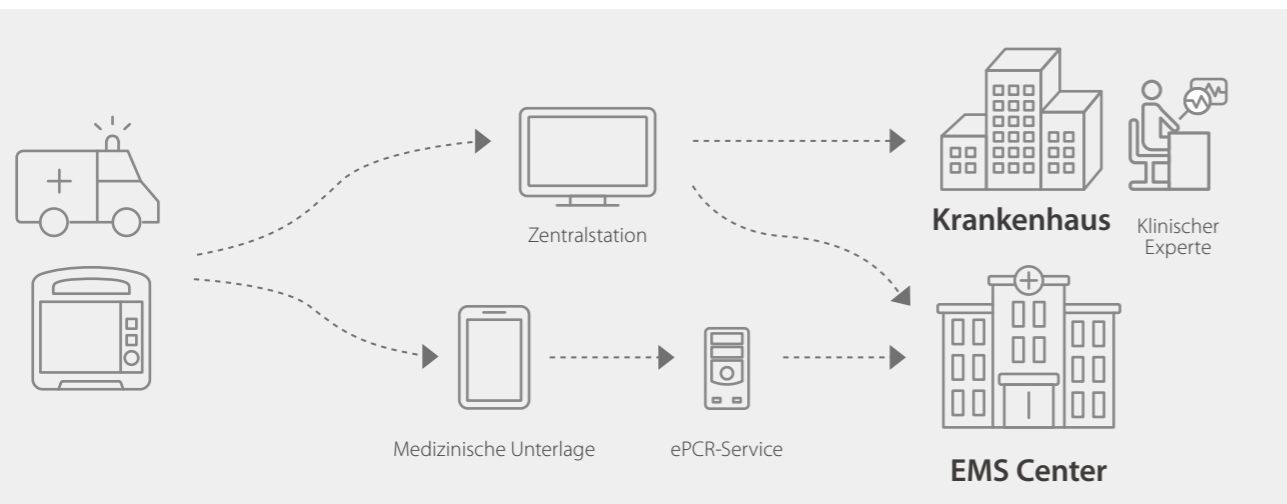 Zentralstation
Krankenhaus
Klinischer
Experte
Medizinische Unterlage
ePCR-Service
EMS Center